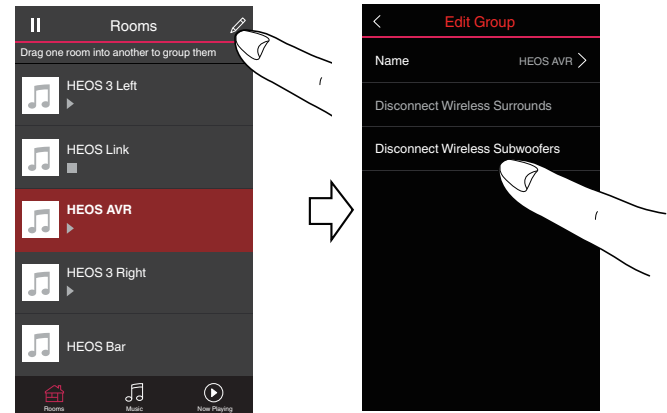 Rooms
Drag one room into another to group them
HEOS 3 Left
HEOS Link
HEOS AVR
HEOS 3 Right
HEOS Bar
Rooms
Music
Now Playing
Edit Group
Name
HEOS AVR
Disconnect Wireless Surrounds
Disconnect Wireless Subwoofers